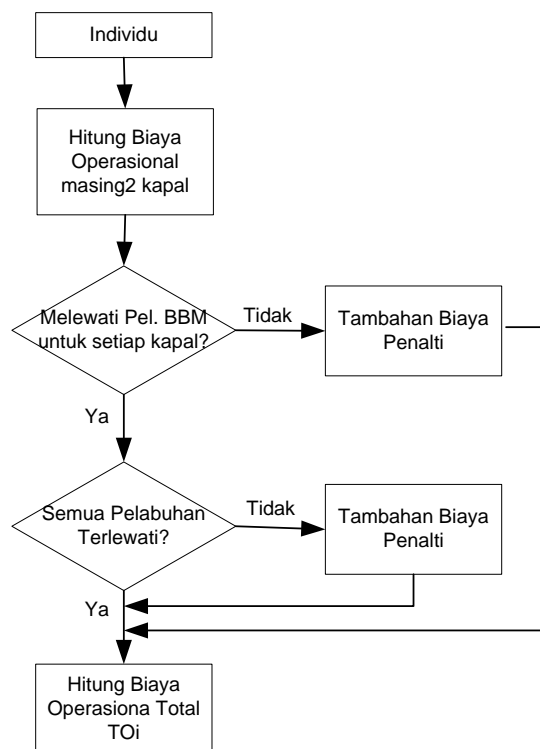 Individu
Hitung Biaya
Operasional
masing2 kapal
Melewati Pel. BBM
untuk setiap kapal?
Tidak
Tambahan Biaya
Penalti
Ya
Semua Pelabuhan
Terlewati?
Tidak
Tambahan Biaya
Penalti
Ya
Hitung Biaya
Operasiona Total
TOi